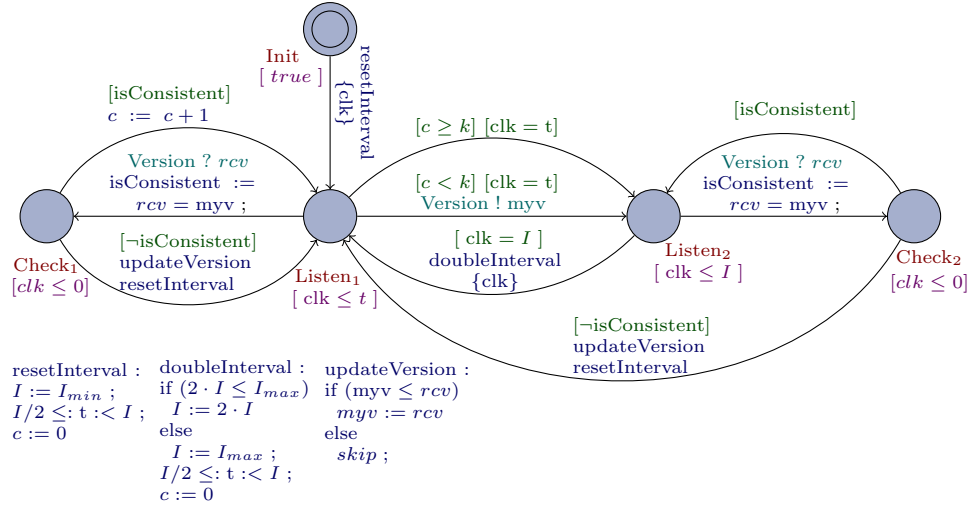 Init
[ true ]
resetInterval
{clk}
[isConsistent]
c := c + 1
Version ? rcv
isConsistent :=
rcv = myv ;
[¬isConsistent]
updateVersion
resetInterval
Check₁
[clk ≤ 0]
Listen₁
[ clk ≤ t ]
[c ≥ k] [clk = t]
[c < k] [clk = t]
Version ! myv
[ clk = I ]
doubleInterval
{clk}
Listen₂
[ clk ≤ I ]
[isConsistent]
Version ? rcv
isConsistent :=
rcv = myv ;
Check₂
[clk ≤ 0]
[¬isConsistent]
updateVersion
resetInterval
resetInterval :
I := I_min ;
I/2 ≤: t :< I ;
c := 0
doubleInterval :
if (2 · I ≤ I_max)
I := 2 · I
else
I := I_max ;
I/2 ≤: t :< I ;
c := 0
updateVersion :
if (myv ≤ rcv)
myv := rcv
else
skip ;